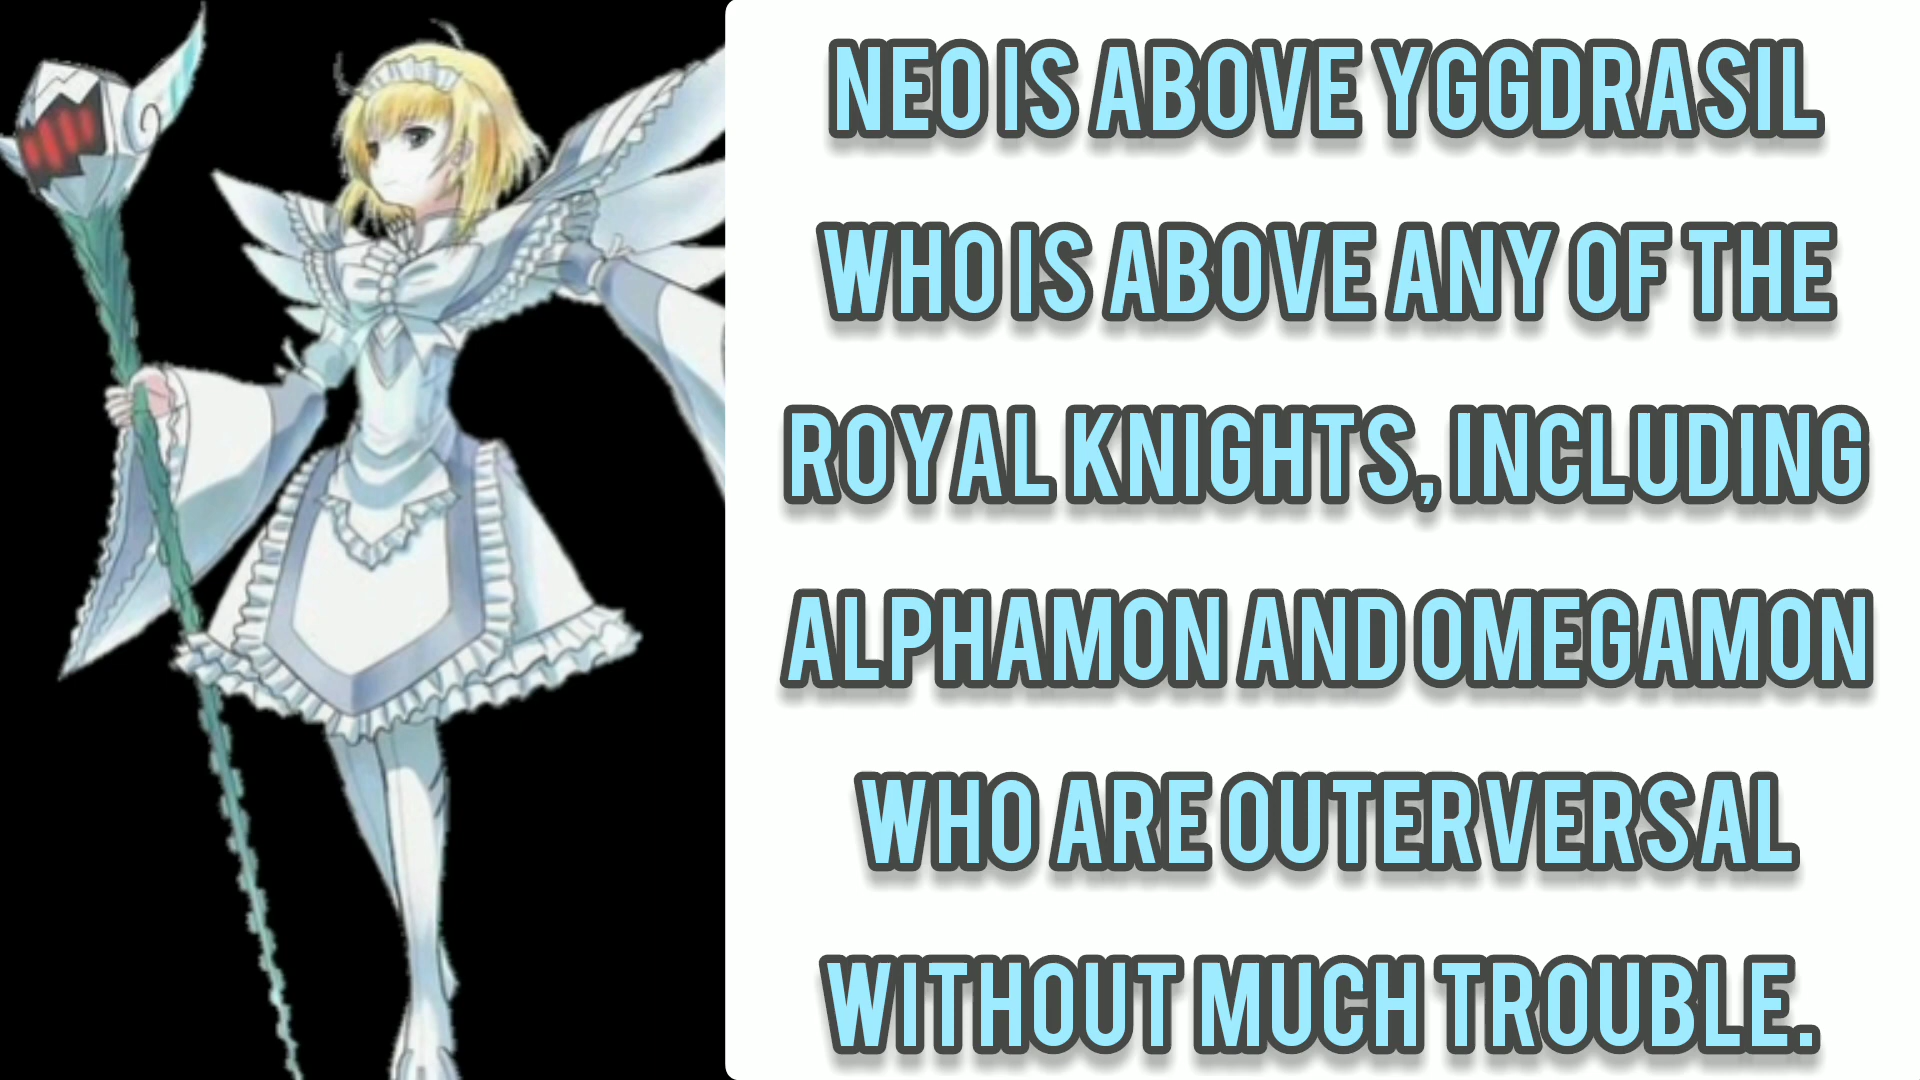 NEO IS ABOVE YGGDRASIL
WHO IS ABOVE ANY OF THE
ROYAL KNIGHTS, INCLUDING
ALPHAMON AND OMEGAMON
WHO ARE OUTERVERSAL
WITHOUT MUCH TROUBLE.